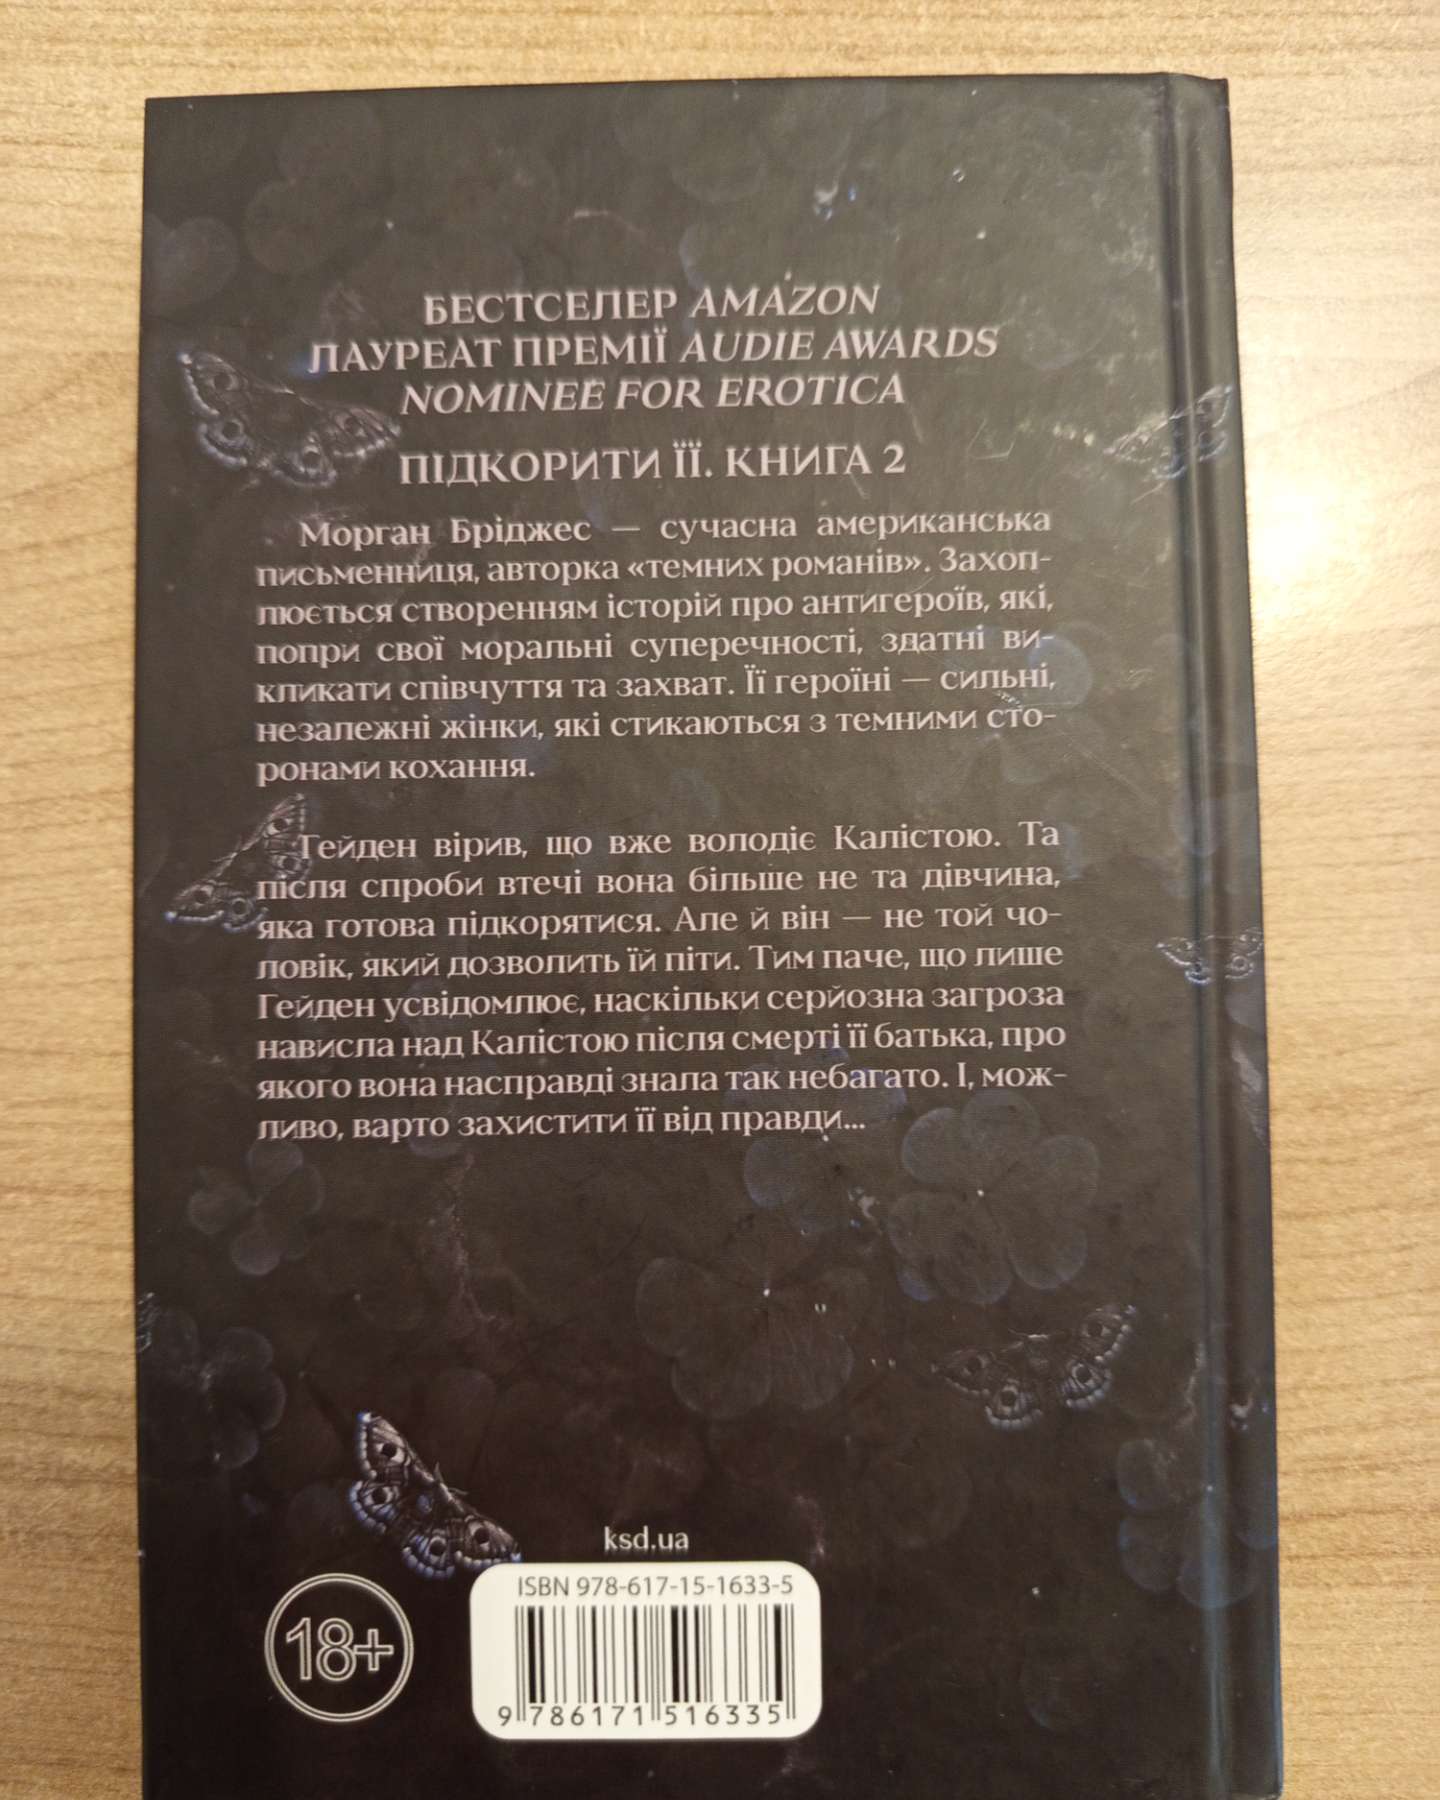 БЕСТСЕЛЕР AMAZON
ЛАУРЕАТ ПРЕМІЇ AUDIE AWARDS
NOMINEE FOR EROTICA
ПІДКОРИТИ ЇЇ. КНИГА 2
Морган Бріджес — сучасна американська
письменниця, авторка «темних романів». Захоп-
люється створенням історій про антигероїв, які,
попри свої моральні суперечності, здатні ви-
кликати співчуття та захват. Її героїні — сильні,
незалежні жінки, які стикаються з темними сто-
ронами кохання.
Гейден вірив, що вже володіє Калістою. Та
після спроби втечі вона більше не та дівчина,
яка готова підкорятися. Але й він — не той чо-
ловік, який дозволить їй піти. Тим паче, що лише
Гейден усвідомлює, наскільки серйозна загроза
нависла над Калістою після смерті її батька, про
якого вона насправді знала так небагато. І, мож-
ливо, варто захистити її від правди...
ksd.ua
18+
ISBN 978-617-15-1633-5
9 786171 516335